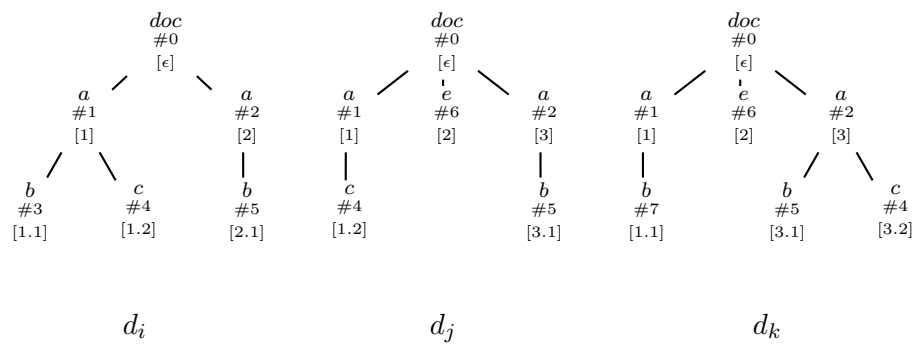 doc doc doc
#0 #0 #0
[ϵ] [ϵ] [ϵ]
a a a e a a e a
#1 #2 #1 #6 #2 #1 #6 #2
[1] [2] [1] [2] [3] [1] [2] [3]
b c b c b b b c
#3 #4 #5 #4 #5 #7 #5 #4
[1.1] [1.2] [2.1] [1.2] [3.1] [1.1] [3.1] [3.2]
d_i d_j d_k